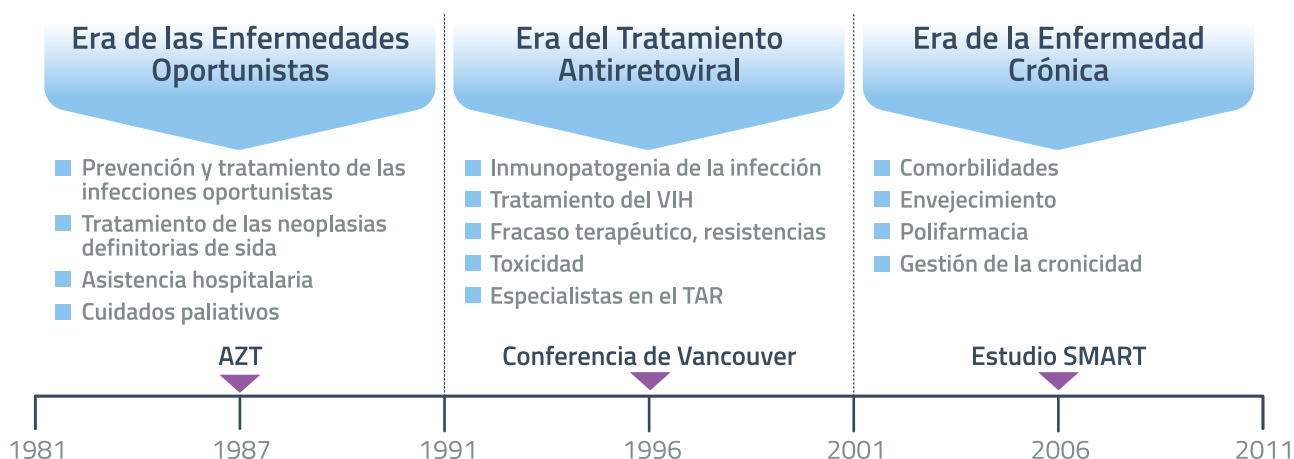 Era de las Enfermedades
Oportunistas
Prevención y tratamiento de las
infecciones oportunistas
Tratamiento de las neoplasias
definitorias de sida
Asistencia hospitalaria
Cuidados paliativos
Era del Tratamiento
Antirretoviral
Inmunopatogenia de la infección
Tratamiento del VIH
Fracaso terapéutico, resistencias
Toxicidad
Especialistas en el TAR
Era de la Enfermedad
Crónica
Comorbilidades
Envejecimiento
Polifarmacia
Gestión de la cronicidad
AZT
Conferencia de Vancouver
Estudio SMART
1981
1987
1991
1996
2001
2006
2011